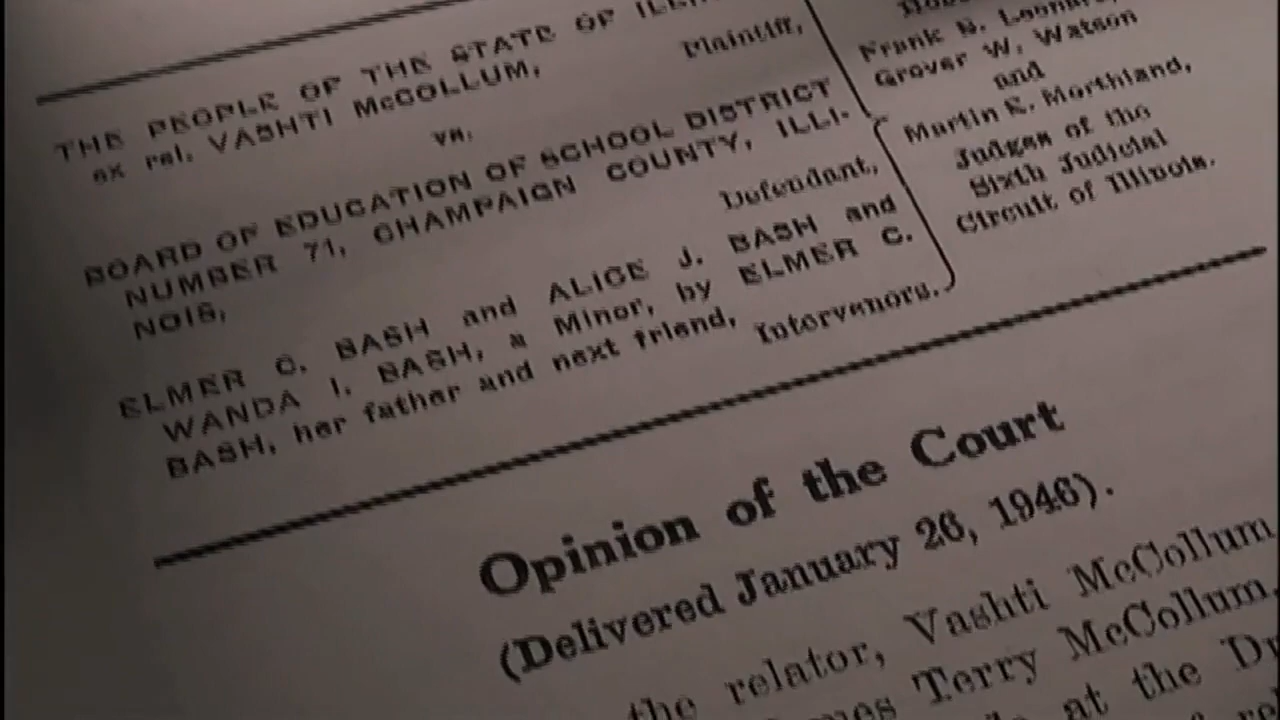 THE PEOPLE OF THE STATE OF
ex rel. VASHTI McCOLLUM,
Plaintiff,
vs.
BOARD OF EDUCATION OF SCHOOL DISTRICT
NUMBER 71, CHAMPAIGN COUNTY, ILLI-
NOIS,
Defendant,
ELMER C. BASH and ALICE J. BASH and
WANDA I. BASH, a Minor, by ELMER C.
BASH, her father and next friend,
Intervenors.
Frank B. Leonard,
Grover W. Watson
and
Martin E. Morthland,
Judges of the
Sixth Judicial
Circuit of Illinois.
Opinion of the Court
(Delivered January 26, 1946).
the relator, Vashti McCollum
Terry McCollum,
at the